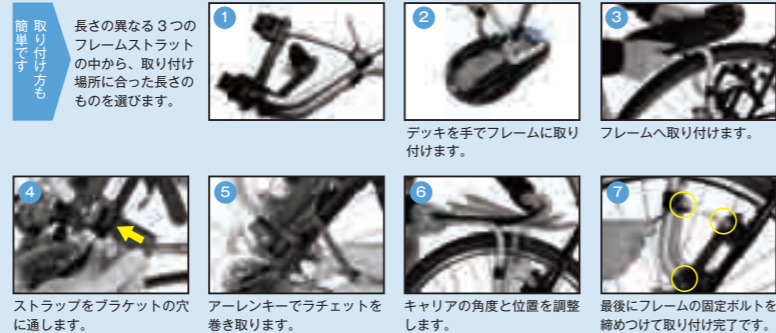 取り付け方も
簡単です
長さの異なる 3 つの
フレームストラット
の中から、取り付け
場所に合った長さの
ものを選びます。
1
2
デッキを手でフレームに取り
付けます。
3
フレームへ取り付けます。
4
ストラップをブラケットの穴
に通します。
5
アーレンキーでラチェットを
巻き取ります。
6
キャリアの角度と位置を調整
します。
7
最後にフレームの固定ボルトを
締めつけて取り付け完了です。